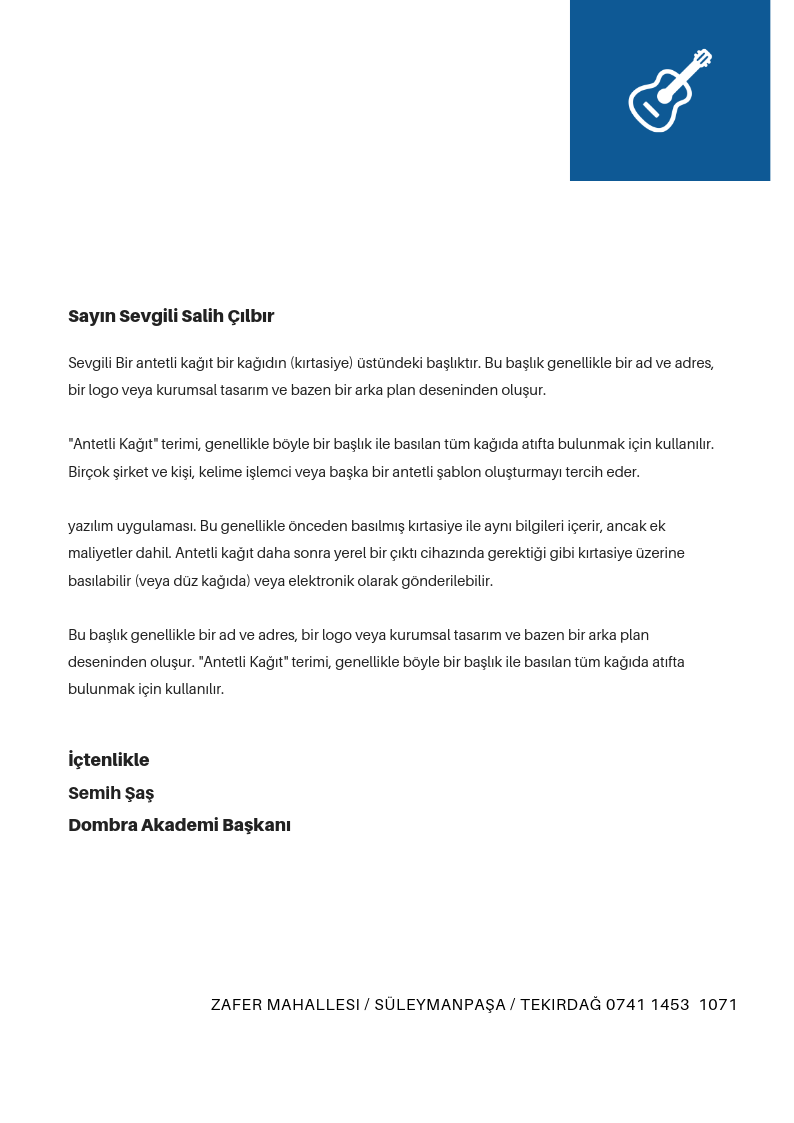 Sayın Sevgili Salih Çılbır
Sevgili Bir antetli kağıt bir kağıdın (kırtasiye) üstündeki başlıktır. Bu başlık genellikle bir ad ve adres,
bir logo veya kurumsal tasarım ve bazen bir arka plan deseninden oluşur.
"Antetli Kağıt" terimi, genellikle böyle bir başlık ile basılan tüm kağıda atıfta bulunmak için kullanılır.
Birçok şirket ve kişi, kelime işlemci veya başka bir antetli şablon oluşturmayı tercih eder.
yazılım uygulaması. Bu genellikle önceden basılmış kırtasiye ile aynı bilgileri içerir, ancak ek
maliyetler dahil. Antetli kağıt daha sonra yerel bir çıktı cihazında gerektiği gibi kırtasiye üzerine
basılabilir (veya düz kağıda) veya elektronik olarak gönderilebilir.
Bu başlık genellikle bir ad ve adres, bir logo veya kurumsal tasarım ve bazen bir arka plan
deseninden oluşur. "Antetli Kağıt" terimi, genellikle böyle bir başlık ile basılan tüm kağıda atıfta
bulunmak için kullanılır.
İçtenlikle
Semih Şaş
Dombra Akademi Başkanı
ZAFER MAHALLESI / SÜLEYMANPAŞA / TEKIRDAĞ 0741 1453  1071